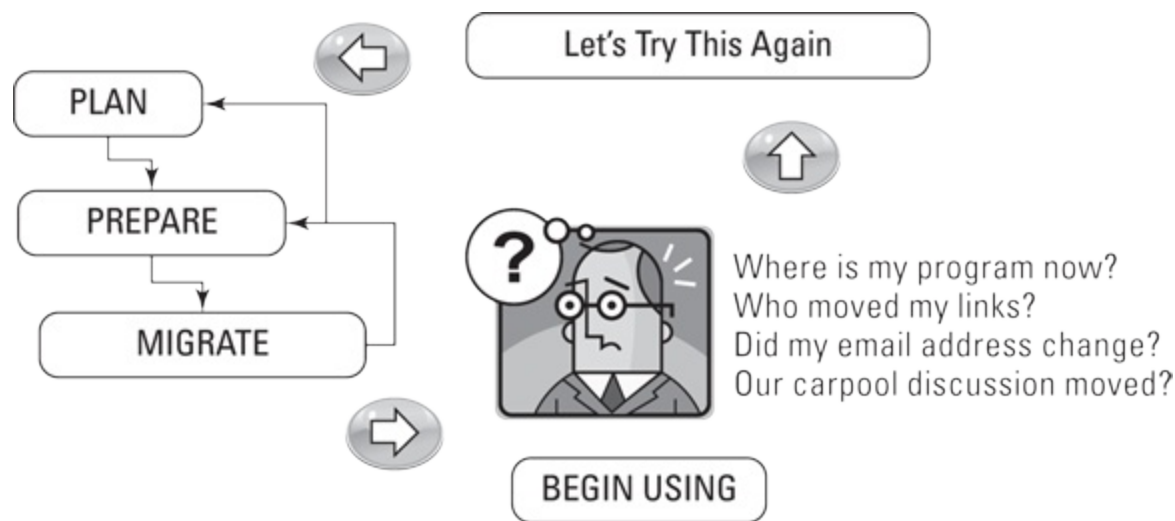 Let's Try This Again
PLAN
PREPARE
MIGRATE
?
Where is my program now?
Who moved my links?
Did my email address change?
Our carpool discussion moved?
BEGIN USING